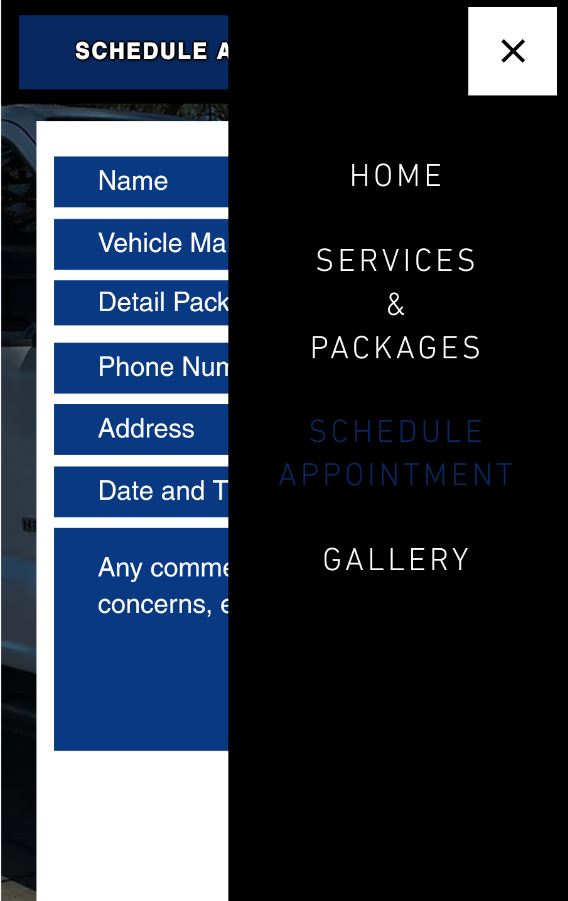 SCHEDULE A
Name
Vehicle Ma
Detail Pack
Phone Num
Address
Date and T
Any comme
concerns, e
HOME
SERVICES
&
PACKAGES
SCHEDULE
APPOINTMENT
GALLERY